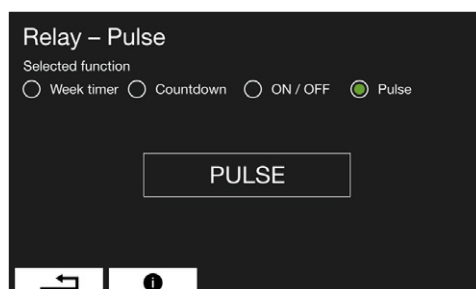 Relay – Pulse
Selected function
Week timer Countdown ON / OFF Pulse
PULSE